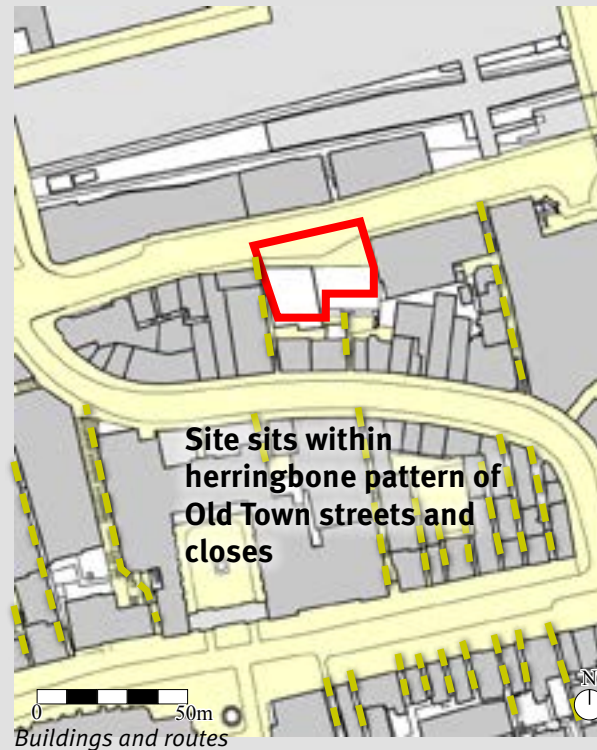 Site sits within
herringbone pattern of
Old Town streets and
closes
N
0 50m
Buildings and routes